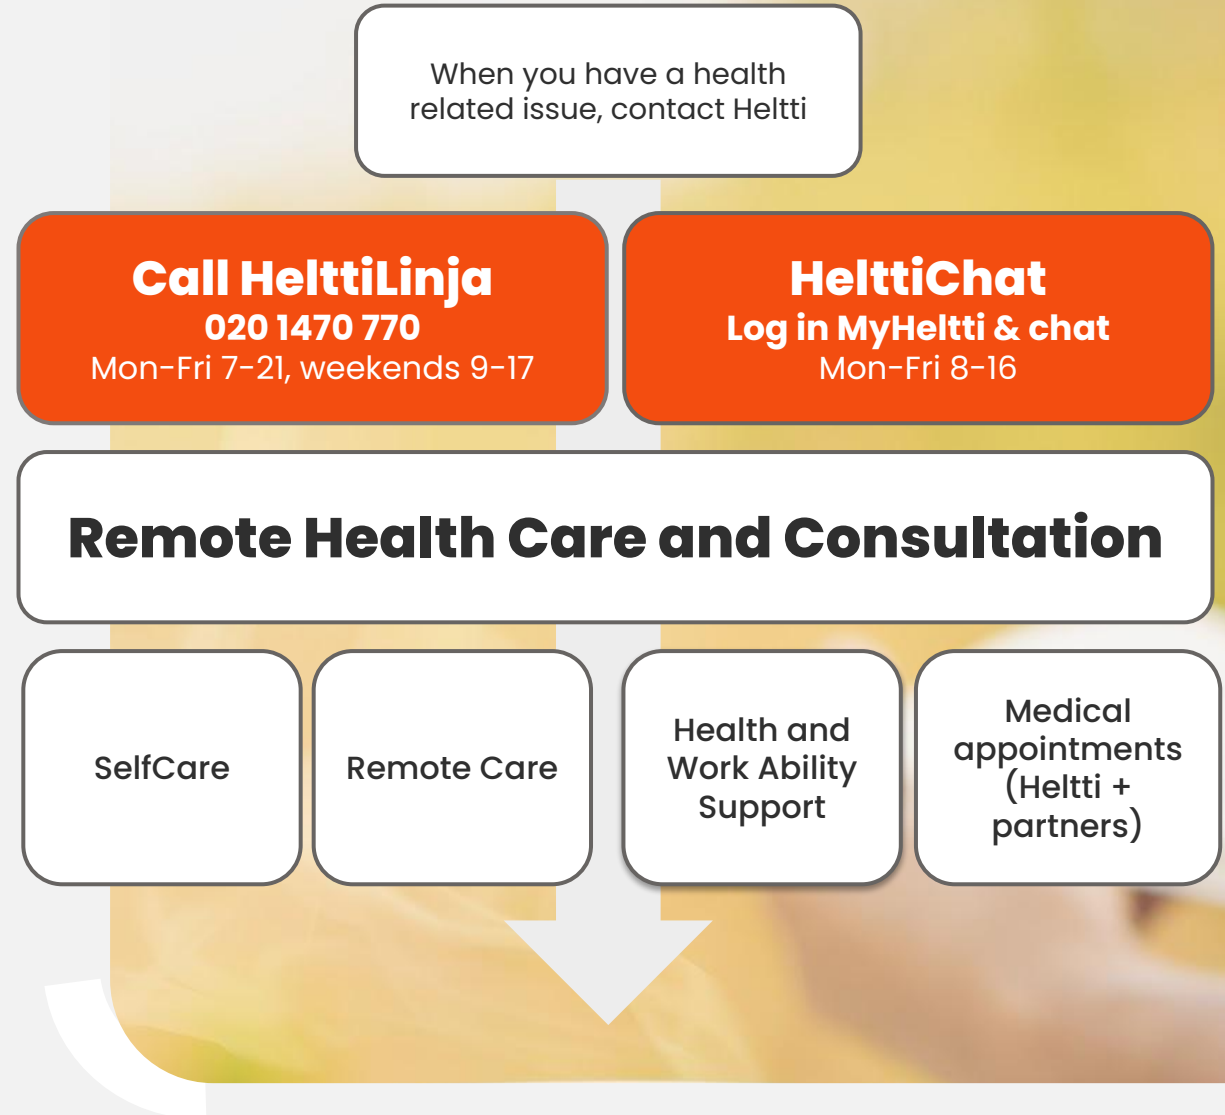 When you have a health
related issue, contact Heltti
Call HelttiLinja
020 1470 770
Mon-Fri 7-21, weekends 9-17
HelttiChat
Log in MyHeltti & chat
Mon-Fri 8-16
Remote Health Care and Consultation
SelfCare
Remote Care
Health and
Work Ability
Support
Medical
appointments
(Heltti +
partners)